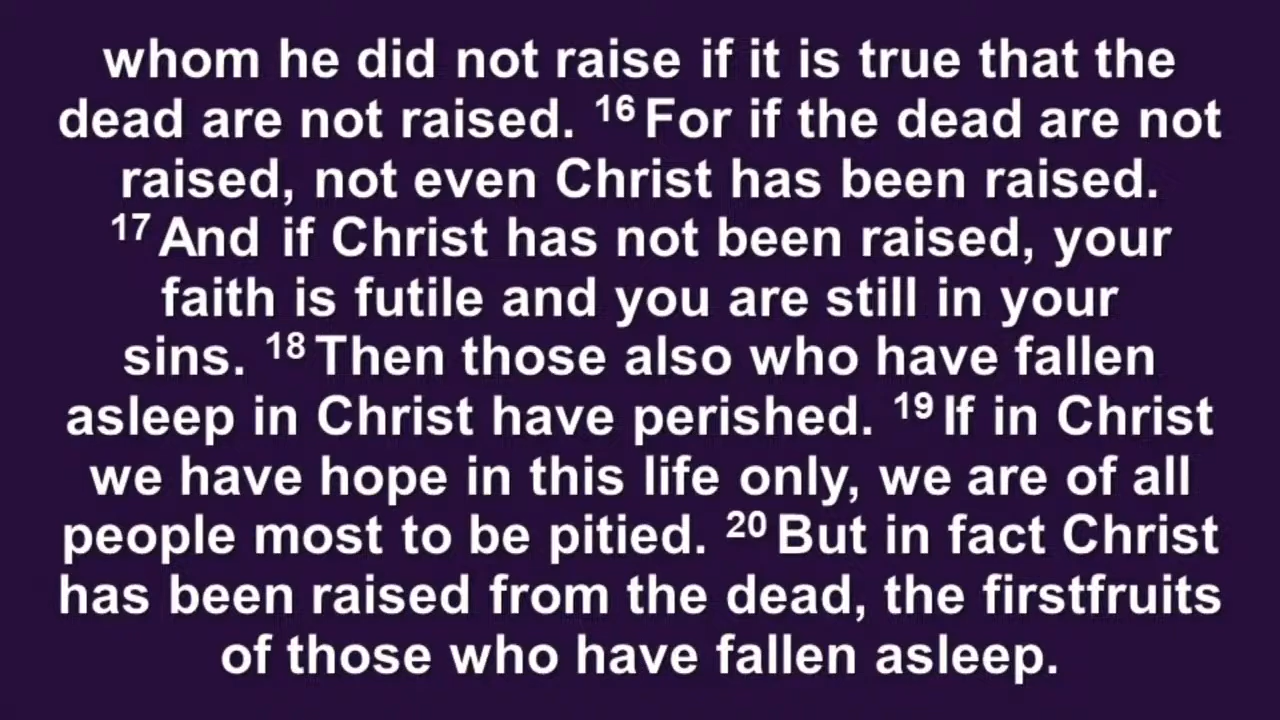 whom he did not raise if it is true that the
dead are not raised. 16 For if the dead are not
raised, not even Christ has been raised.
17 And if Christ has not been raised, your
faith is futile and you are still in your
sins. 18 Then those also who have fallen
asleep in Christ have perished. 19 If in Christ
we have hope in this life only, we are of all
people most to be pitied. 20 But in fact Christ
has been raised from the dead, the firstfruits
of those who have fallen asleep.